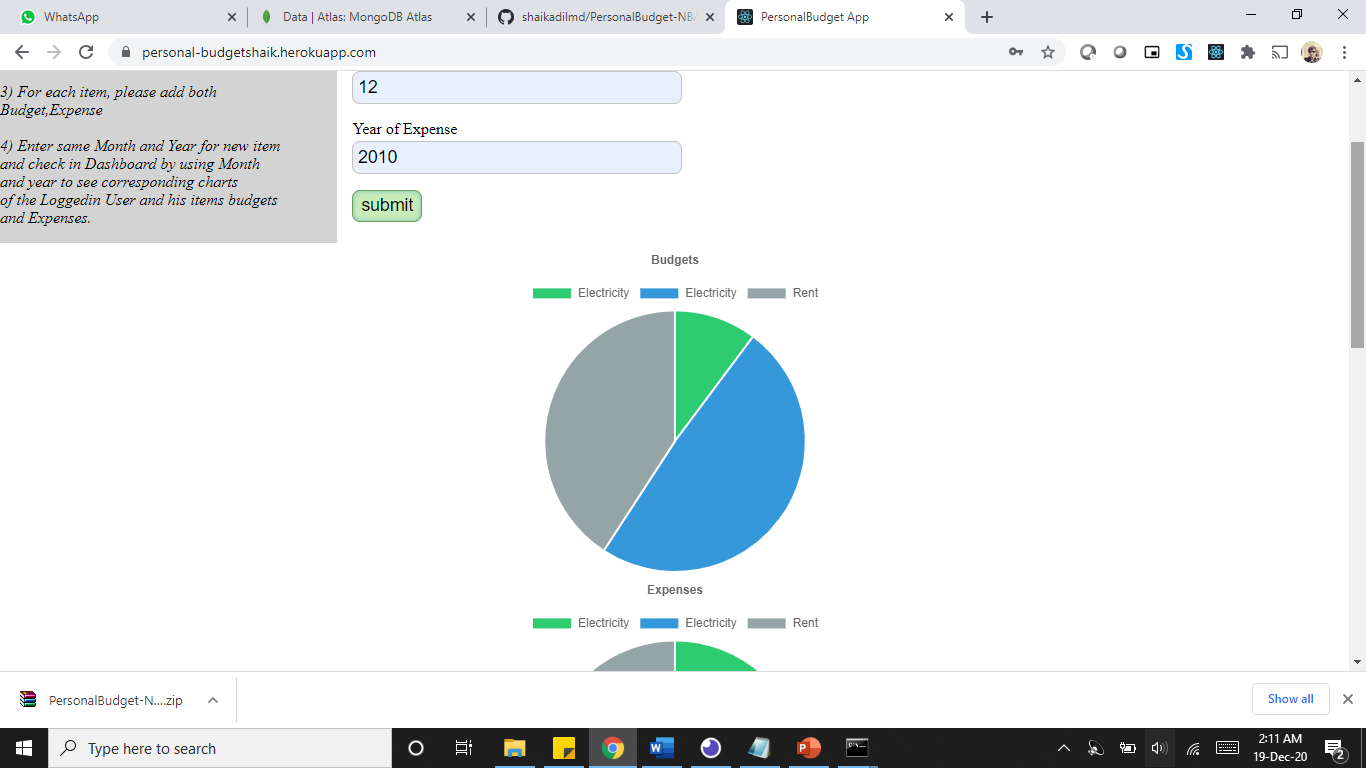 WhatsApp
Data | Atlas: MongoDB Atlas
shaikadilmd/PersonalBudget-NB
PersonalBudget App
personal-budgetshaik.herokuapp.com
3) For each item, please add both
Budget,Expense
4) Enter same Month and Year for new item
and check in Dashboard by using Month
and year to see corresponding charts
of the Loggedin User and his items budgets
and Expenses.
12
Year of Expense
2010
submit
Budgets
Electricity Electricity Rent
Expenses
Electricity Electricity Rent
PersonalBudget-N....zip
Show all
Type here to search
2:11 AM
19-Dec-20
2